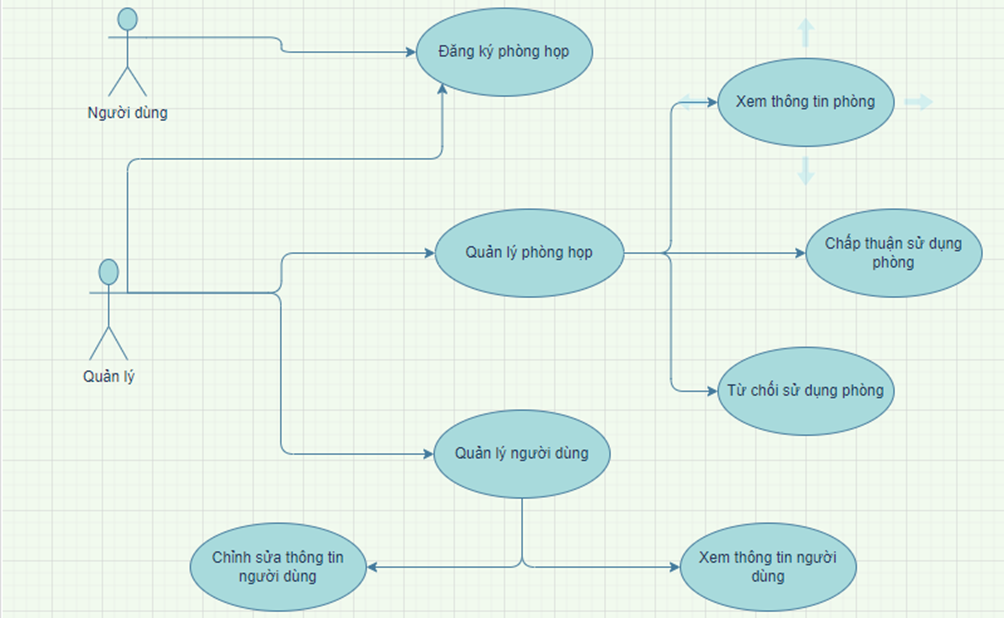 Đăng ký phòng họp
Người dùng
Xem thông tin phòng
Quản lý phòng họp
Chấp thuận sử dụng
phòng
Quản lý
Từ chối sử dụng phòng
Quản lý người dùng
Chỉnh sửa thông tin
người dùng
Xem thông tin người
dùng